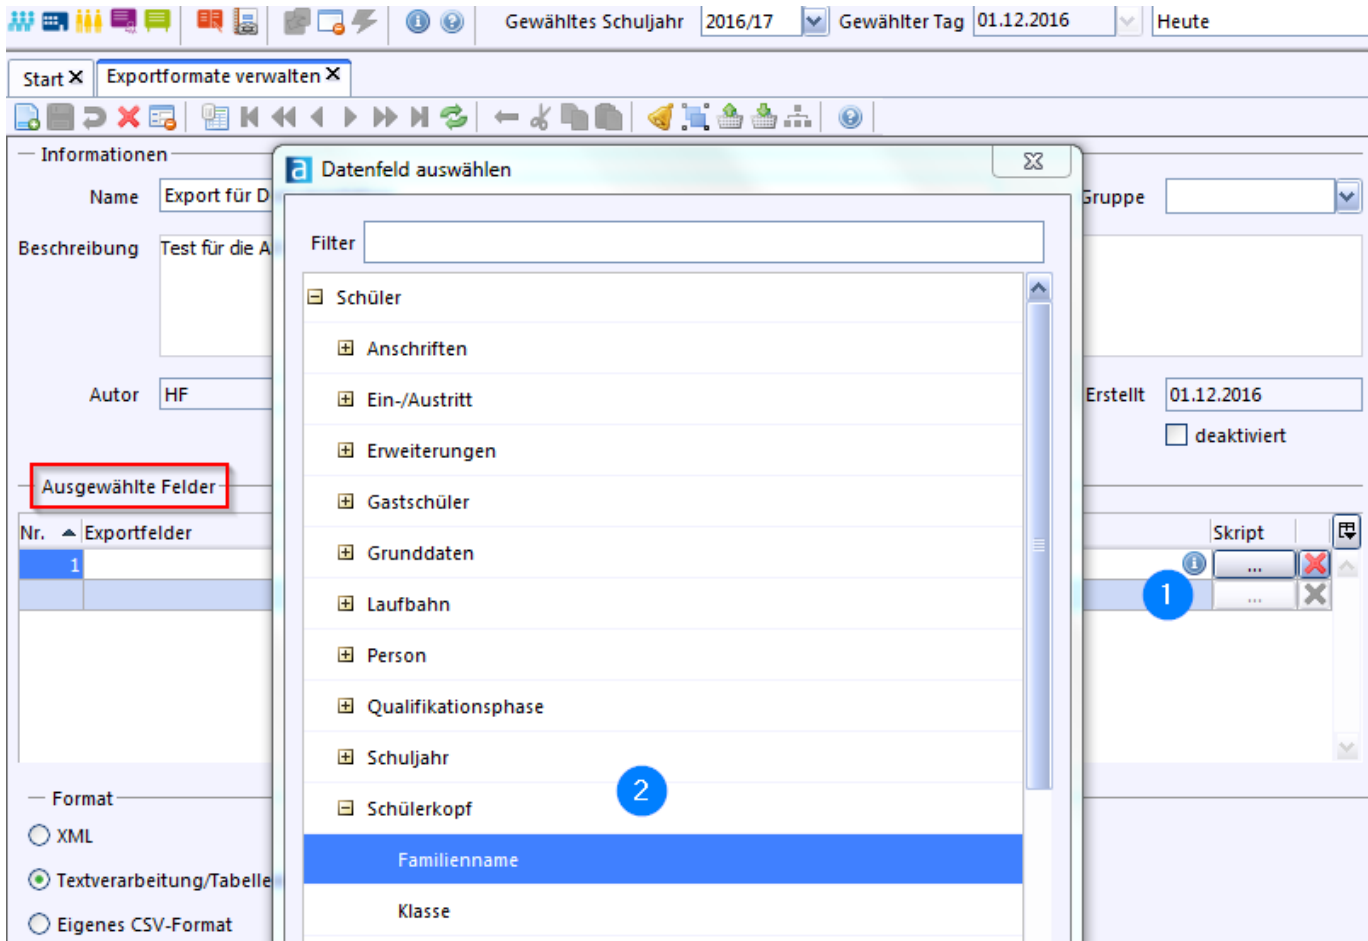 Gewähltes Schuljahr 2016/17 Gewählter Tag 01.12.2016 Heute
Start Exportformate verwalten
Informationen
Datenfeld auswählen
Name Export für D
Gruppe
Filter
Beschreibung Test für die A
Schüler
Anschriften
Autor HF
Ein-/Austritt
Erstellt 01.12.2016
deaktiviert
Erweiterungen
Ausgewählte Felder
Gastschüler
Nr. Exportfelder
Skript
Grunddaten
1
...
1
...
Laufbahn
Person
Qualifikationsphase
Schuljahr
2
Format
Schülerkopf
XML
Familienname
Textverarbeitung/Tabelle
Klasse
Eigenes CSV-Format